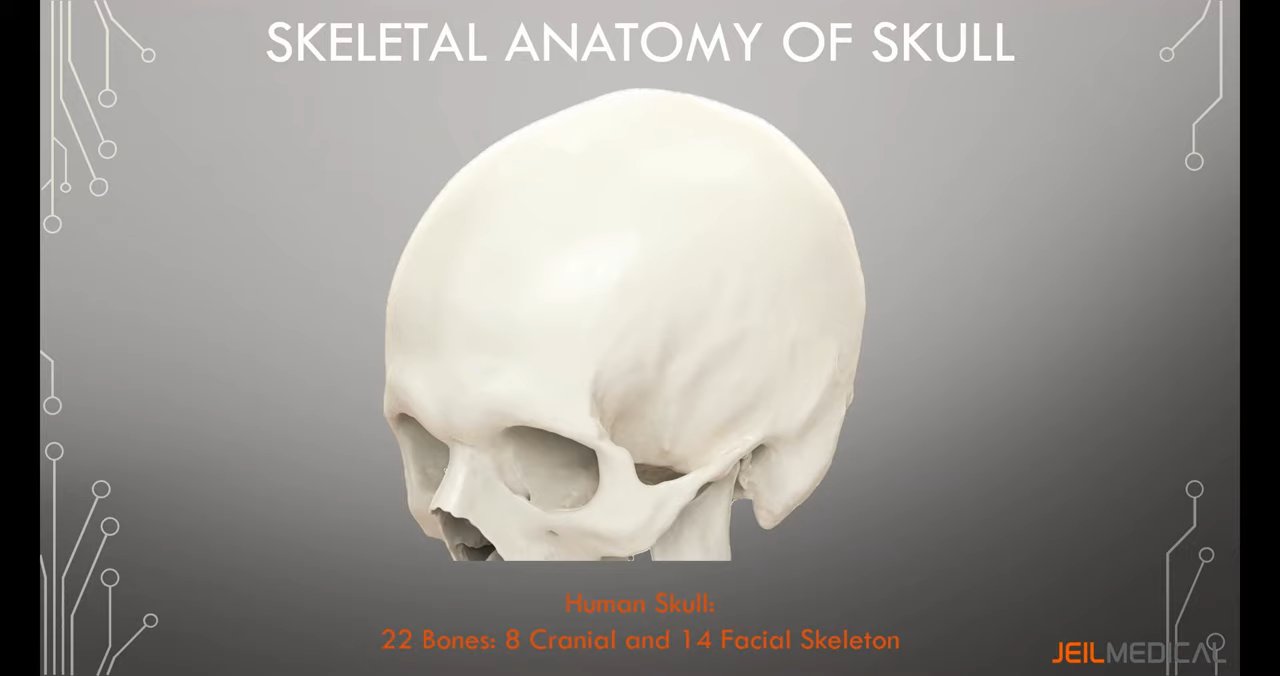 SKELETAL ANATOMY OF SKULL
Human Skull:
22 Bones: 8 Cranial and 14 Facial Skeleton
JEILMEDICAL